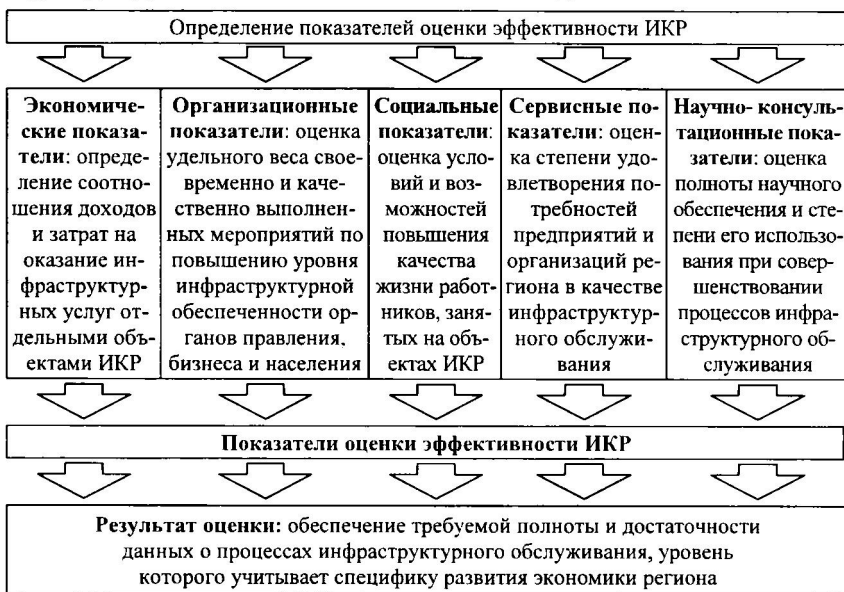 Определение показателей оценки эффективности ИКР
Экономиче-
ские показа-
тели: опреде-
ление соотно-
шения доходов
и затрат на
оказание ин-
фраструктур-
ных услуг от-
дельными объ-
ектами ИКР
Организационные
показатели: оценка
удельного веса свое-
временно и каче-
ственно выполнен-
ных мероприятий по
повышению уровня
инфраструктурной
обеспеченности ор-
ганов правления,
бизнеса и населения
Социальные
показатели:
оценка усло-
вий и воз-
можностей
повышения
качества
жизни работ-
ников, заня-
тых на объ-
ектах ИКР
Сервисные по-
казатели: оцен-
ка степени удо-
влетворения по-
требностей
предприятий и
организаций ре-
гиона в качестве
инфраструктур-
ного обслужи-
вания
Научно- консуль-
тационные пока-
затели: оценка
полноты научного
обеспечения и сте-
пени его использо-
вания при совер-
шенствовании
процессов инфра-
структурного об-
служивания
Показатели оценки эффективности ИКР
Результат оценки: обеспечение требуемой полноты и достаточности
данных о процессах инфраструктурного обслуживания, уровень
которого учитывает специфику развития экономики региона